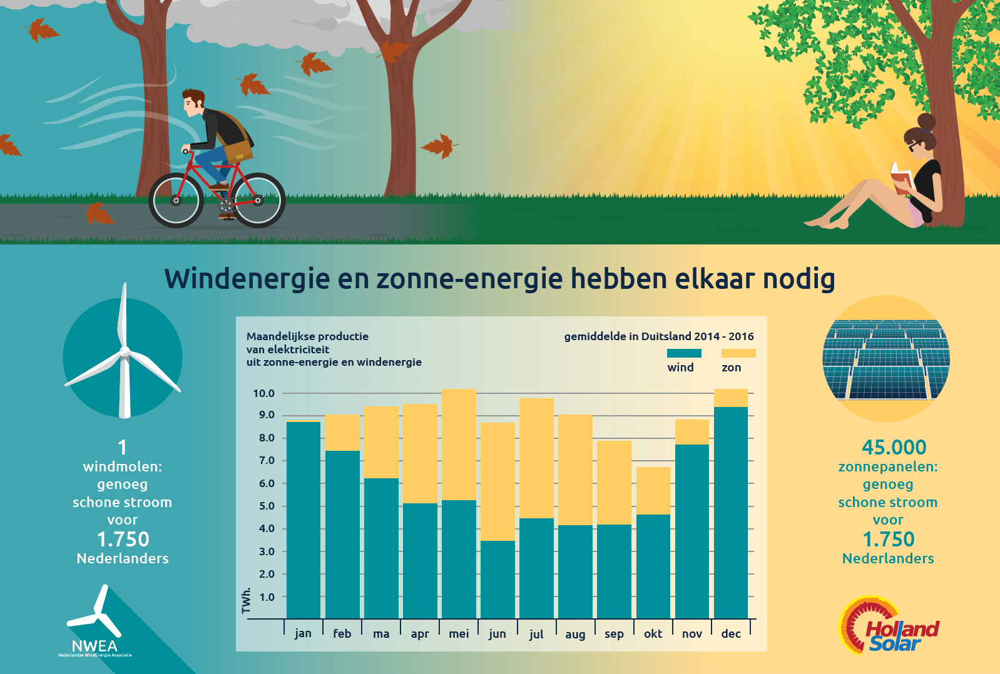 Windenergie en zonne-energie hebben elkaar nodig
Maandelijkse productie
van elektriciteit
uit zonne-energie en windenergie
gemiddelde in Duitsland 2014 - 2016
wind
zon
10.0
9.0
8.0
7.0
6.0
5.0
4.0
3.0
2.0
1.0
TWh.
jan feb ma apr mei jun jul aug sep okt nov dec
1
windmolen:
genoeg
schone stroom
voor
1.750
Nederlanders
NWEA
Nederlandse WindEnergie Associatie
45.000
zonnepanelen:
genoeg
schone stroom
voor
1.750
Nederlanders
Holland
Solar